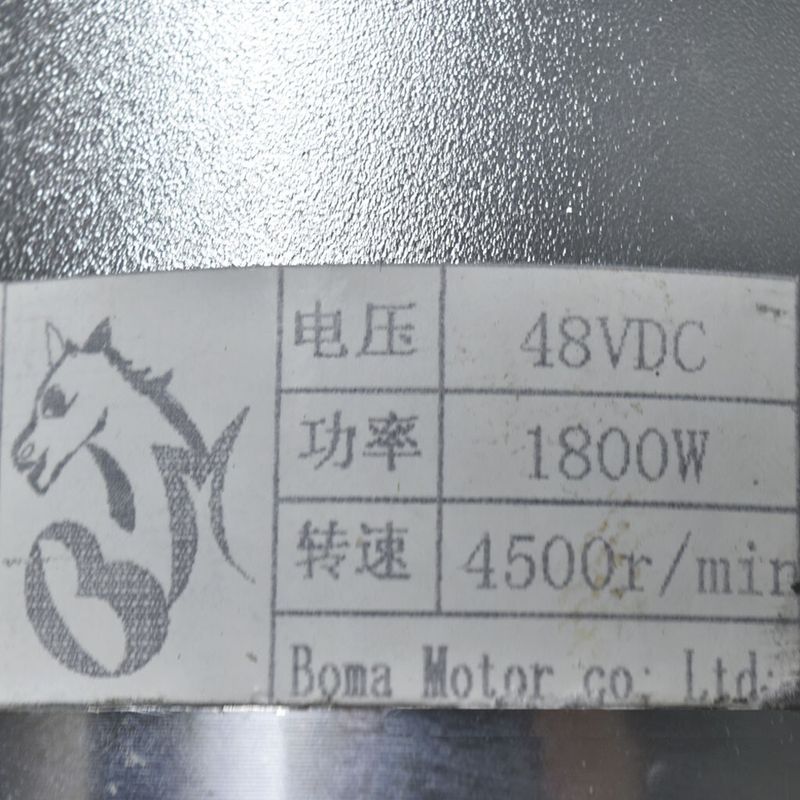 电压 48VDC
功率 1800W
转速 4500r/min
Boma Motor co; Ltd;